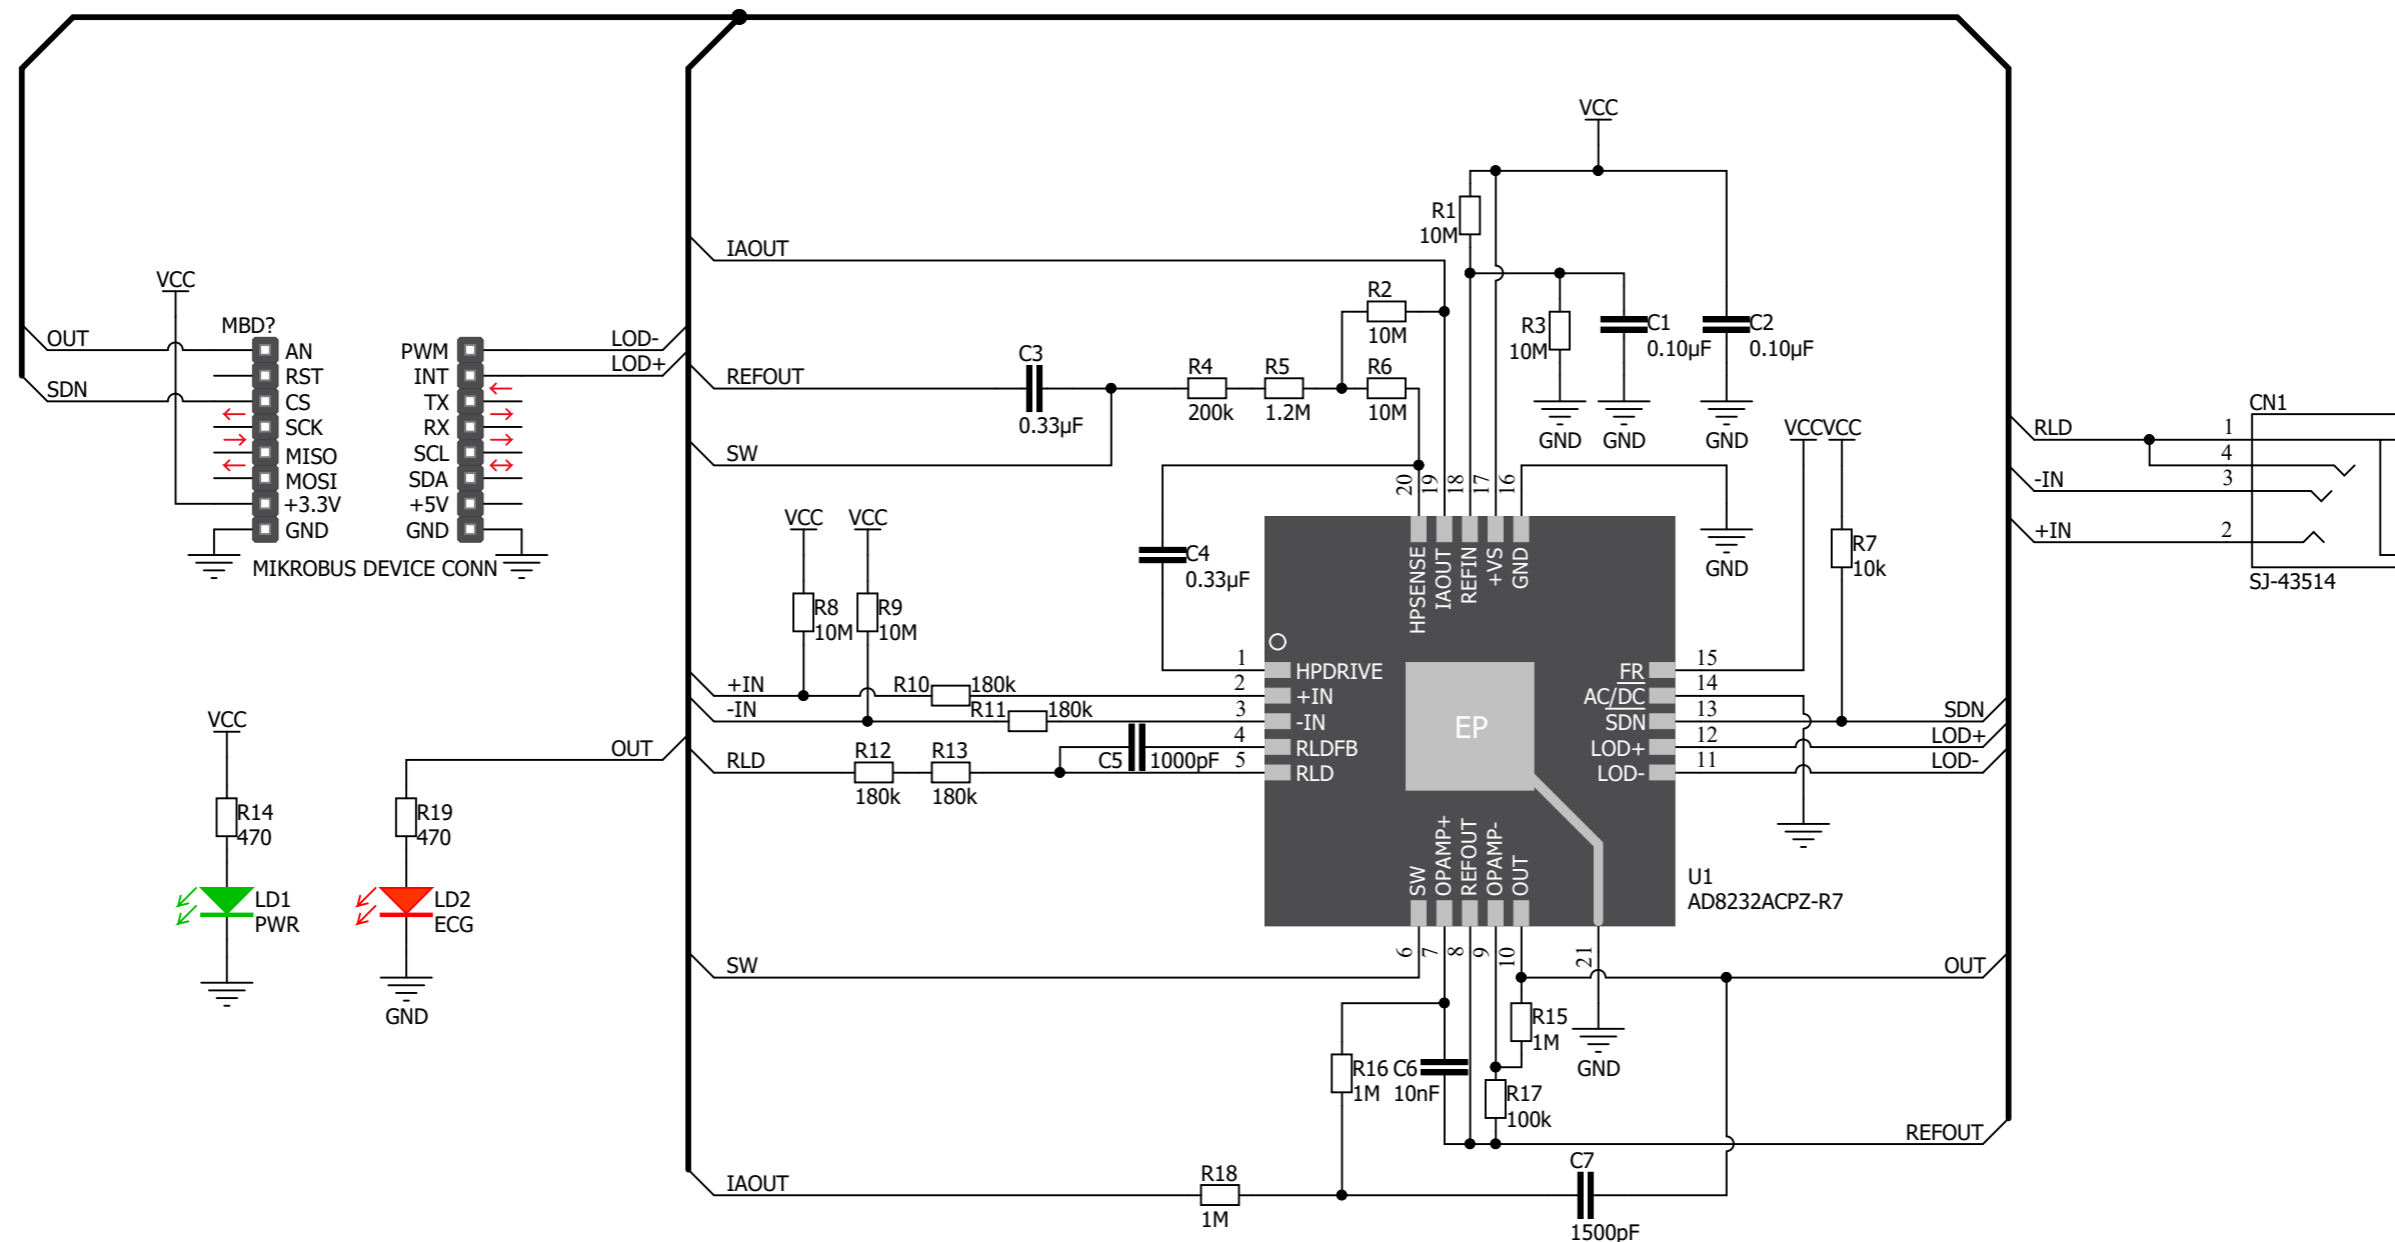 VCC
R1
10M
IAOUT
VCC
R2
10M
R3
10M
C1
0.10µF
C2
0.10µF
MBD?
OUT
AN
PWM
LOD-
RST
INT
LOD+
SDN
CS
TX
SCK
RX
MISO
SCL
MOSI
SDA
+3.3V
+5V
GND
GND
MIKROBUS DEVICE CONN
REFOUT
C3
0.33µF
R4
200k
R5
1.2M
R6
10M
GND
GND
GND
SW
VCC
VCC
R7
10k
CN1
RLD
1
4
-IN
3
+IN
2
SJ-43514
20
19
18
17
16
GND
VCC
VCC
C4
0.33µF
HPSENSE
IAOUT
REFIN
+VS
GND
R8
10M
R9
10M
1
HPDRIVE
FR
15
+IN
R10
180k
2
+IN
AC/DC
14
-IN
R11
180k
3
-IN
EP
SDN
13
SDN
C5
1000pF
4
RLDFB
LOD+
12
LOD+
RLD
R12
180k
R13
180k
5
RLD
LOD-
11
LOD-
VCC
OUT
R14
470
R19
470
LD1
PWR
LD2
ECG
GND
SW
OPAMP+
REFOUT
OPAMP-
OUT
U1
AD8232ACPZ-R7
6
7
8
9
10
21
SW
OUT
R15
1M
GND
R16
1M
C6
10nF
R17
100k
REFOUT
IAOUT
R18
1M
C7
1500pF